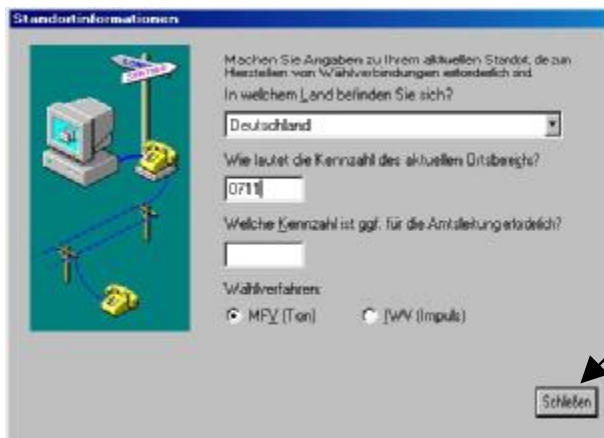 Standortinformationen
Machen Sie Angaben zu Ihrem aktuellen Standort, die zum
Herstellen von Wählverbindungen erforderlich sind.
In welchem Land befinden Sie sich?
Deutschland
Wie lautet die Kennzahl des aktuellen Ortsbereichs?
0711
Welche Kennzahl ist ggf. für die Amtsleitung erforderlich?
Wählverfahren:
MFV (Ton) IWV (Impuls)
Schließen